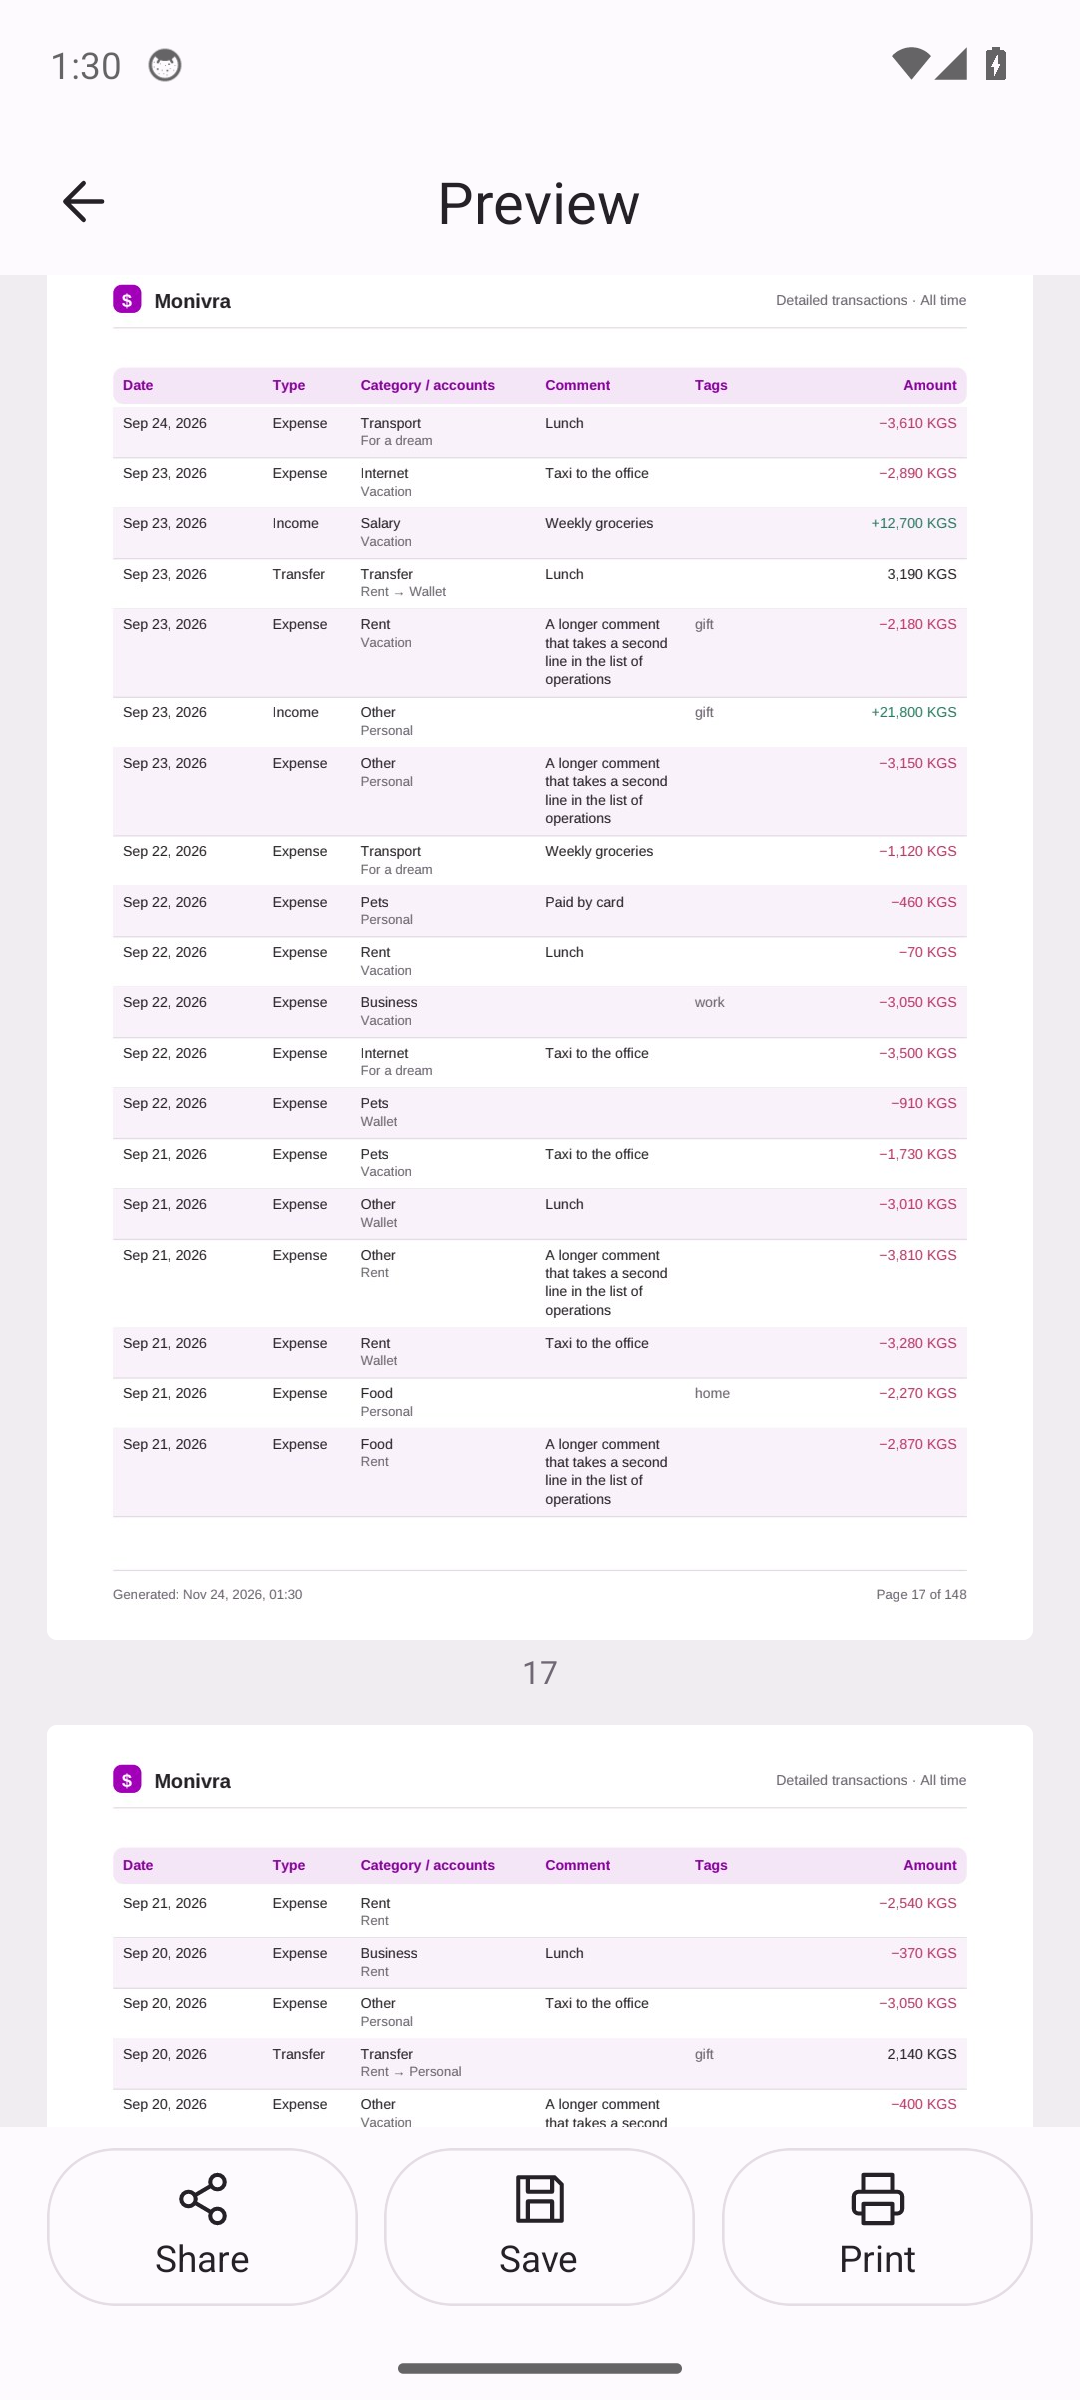 1:30
Preview
$ Monivra Detailed transactions · All time
Date Type Category / accounts Comment Tags Amount
Sep 24, 2026 Expense Transport Lunch −3,610 KGS
For a dream
Sep 23, 2026 Expense Internet Taxi to the office −2,890 KGS
Vacation
Sep 23, 2026 Income Salary Weekly groceries +12,700 KGS
Vacation
Sep 23, 2026 Transfer Transfer Lunch 3,190 KGS
Rent → Wallet
Sep 23, 2026 Expense Rent A longer comment gift −2,180 KGS
Vacation that takes a second
line in the list of
operations
Sep 23, 2026 Income Other gift +21,800 KGS
Personal
Sep 23, 2026 Expense Other A longer comment −3,150 KGS
Personal that takes a second
line in the list of
operations
Sep 22, 2026 Expense Transport Weekly groceries −1,120 KGS
For a dream
Sep 22, 2026 Expense Pets Paid by card −460 KGS
Personal
Sep 22, 2026 Expense Rent Lunch −70 KGS
Vacation
Sep 22, 2026 Expense Business work −3,050 KGS
Vacation
Sep 22, 2026 Expense Internet Taxi to the office −3,500 KGS
For a dream
Sep 22, 2026 Expense Pets −910 KGS
Wallet
Sep 21, 2026 Expense Pets Taxi to the office −1,730 KGS
Vacation
Sep 21, 2026 Expense Other Lunch −3,010 KGS
Wallet
Sep 21, 2026 Expense Other A longer comment −3,810 KGS
Rent that takes a second
line in the list of
operations
Sep 21, 2026 Expense Rent Taxi to the office −3,280 KGS
Wallet
Sep 21, 2026 Expense Food home −2,270 KGS
Personal
Sep 21, 2026 Expense Food A longer comment −2,870 KGS
Rent that takes a second
line in the list of
operations
Generated: Nov 24, 2026, 01:30 Page 17 of 148
17
$ Monivra Detailed transactions · All time
Date Type Category / accounts Comment Tags Amount
Sep 21, 2026 Expense Rent −2,540 KGS
Rent
Sep 20, 2026 Expense Business Lunch −370 KGS
Rent
Sep 20, 2026 Expense Other Taxi to the office −3,050 KGS
Personal
Sep 20, 2026 Transfer Transfer gift 2,140 KGS
Rent → Personal
Sep 20, 2026 Expense Other A longer comment −400 KGS
Vacation that takes a second
Share Save Print